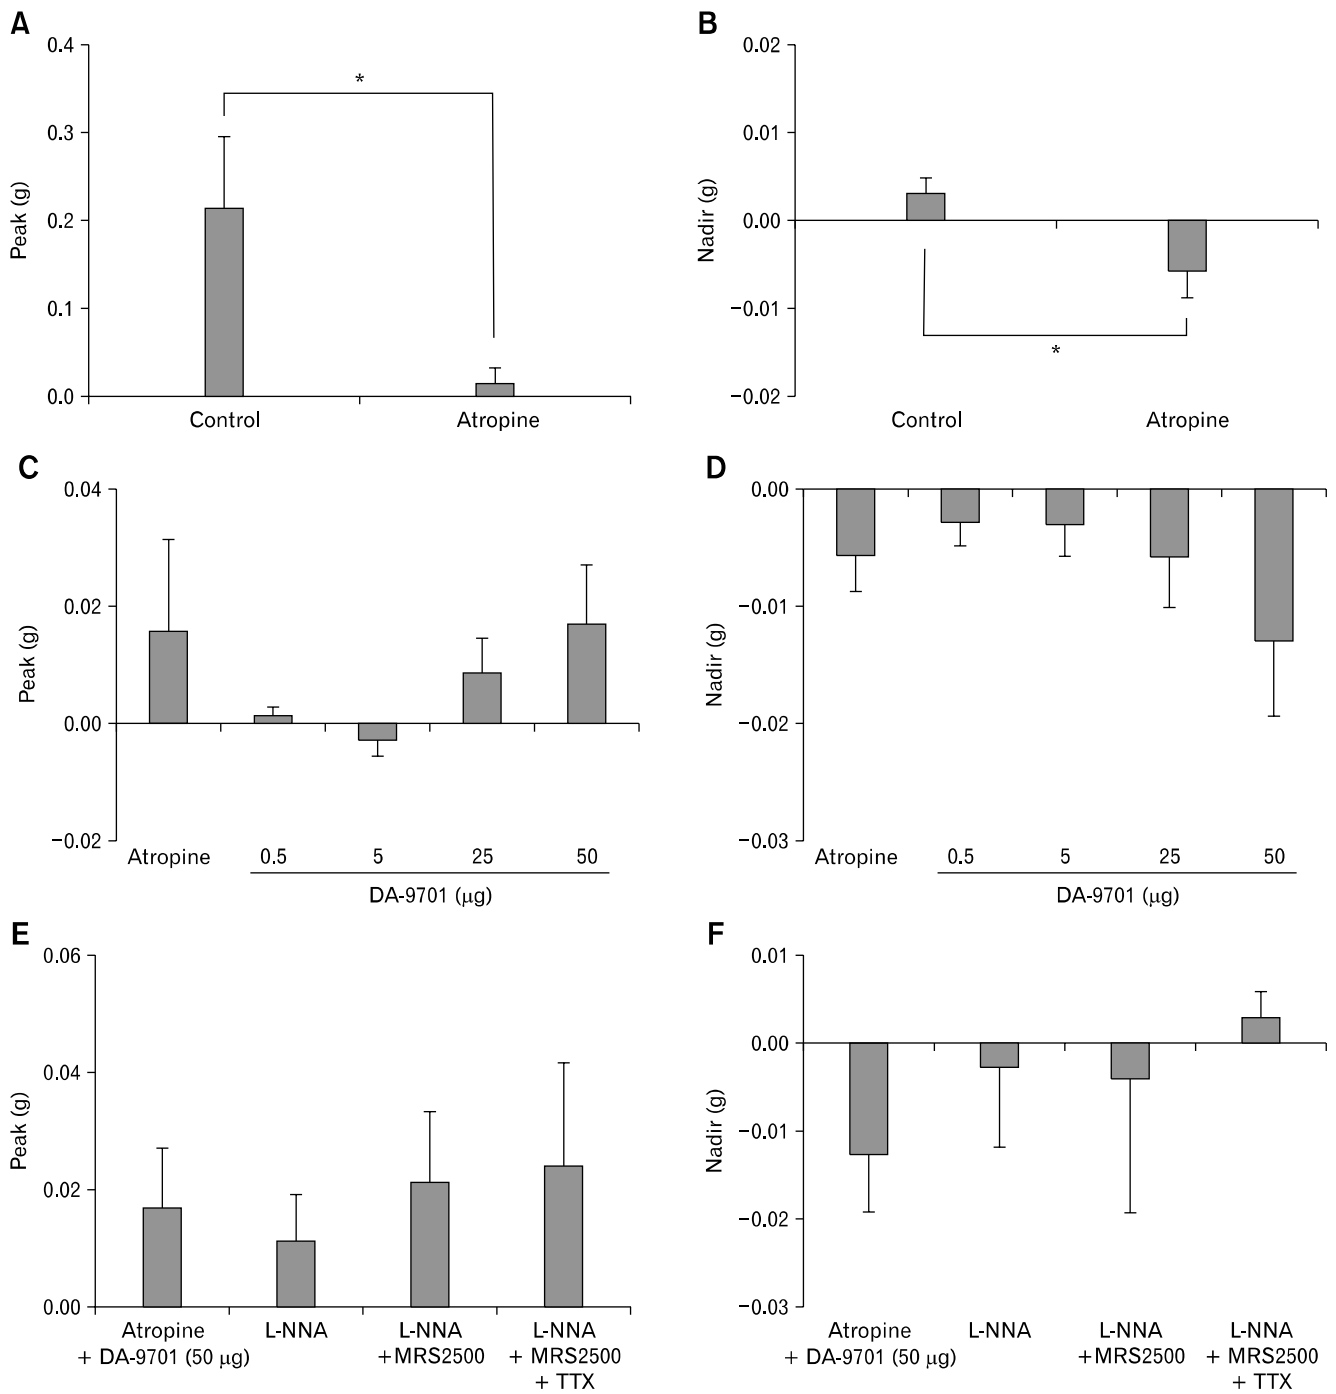 A
0.4
0.3
0.2
0.1
0.0
Peak (g)
*
Control
Atropine
B
0.02
0.01
0.00
−0.01
−0.02
Nadir (g)
*
Control
Atropine
C
0.04
0.02
0.00
−0.02
Peak (g)
Atropine
0.5
5
25
50
DA-9701 (μg)
D
0.00
−0.01
−0.02
−0.03
Nadir (g)
Atropine
0.5
5
25
50
DA-9701 (μg)
E
0.06
0.04
0.02
0.00
Peak (g)
Atropine
+ DA-9701 (50 μg)
L-NNA
L-NNA
+MRS2500
L-NNA
+ MRS2500
+ TTX
F
0.01
0.00
−0.01
−0.02
−0.03
Nadir (g)
Atropine
+ DA-9701 (50 μg)
L-NNA
L-NNA
+MRS2500
L-NNA
+ MRS2500
+ TTX